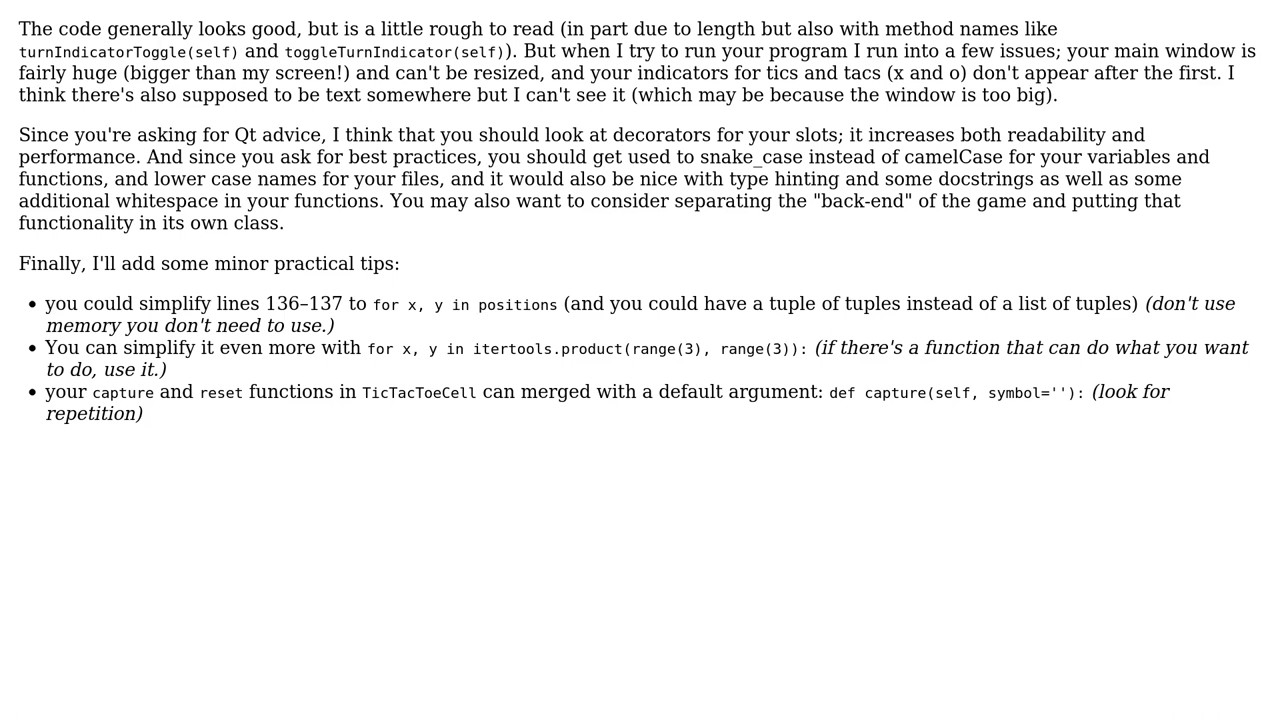 The code generally looks good, but is a little rough to read (in part due to length but also with method names like
turnIndicatorToggle(self) and toggleTurnIndicator(self)). But when I try to run your program I run into a few issues; your main window is
fairly huge (bigger than my screen!) and can't be resized, and your indicators for tics and tacs (x and o) don't appear after the first. I
think there's also supposed to be text somewhere but I can't see it (which may be because the window is too big).
Since you're asking for Qt advice, I think that you should look at decorators for your slots; it increases both readability and
performance. And since you ask for best practices, you should get used to snake_case instead of camelCase for your variables and
functions, and lower case names for your files, and it would also be nice with type hinting and some docstrings as well as some
additional whitespace in your functions. You may also want to consider separating the "back-end" of the game and putting that
functionality in its own class.
Finally, I'll add some minor practical tips:
• you could simplify lines 136–137 to for x, y in positions (and you could have a tuple of tuples instead of a list of tuples) (don't use
memory you don't need to use.)
• You can simplify it even more with for x, y in itertools.product(range(3), range(3)): (if there's a function that can do what you want
to do, use it.)
• your capture and reset functions in TicTacToeCell can merged with a default argument: def capture(self, symbol=''): (look for
repetition)